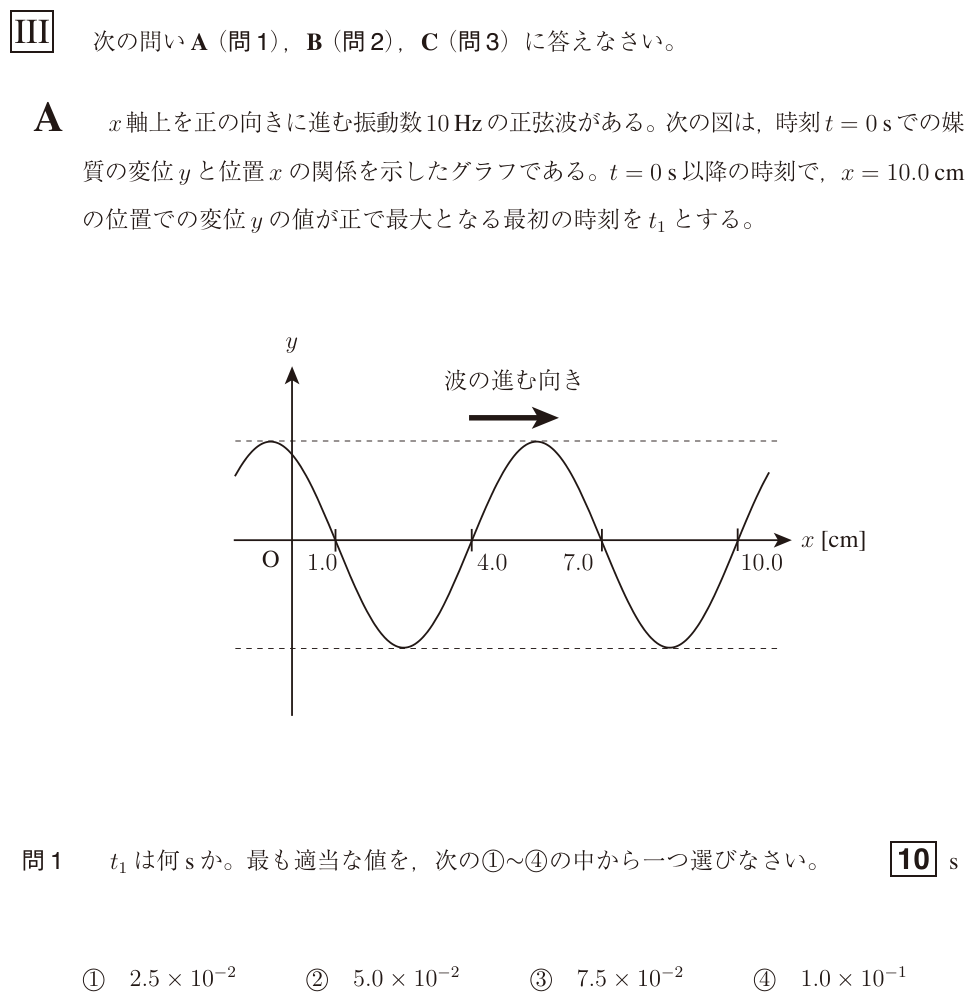 III 次の問い A（問1），B（問2），C（問3）に答えなさい。
A x 軸上を正の向きに進む振動数 10 Hz の正弦波がある。次の図は，時刻 t = 0 s での媒
質の変位 y と位置 x の関係を示したグラフである。t = 0 s 以降の時刻で，x = 10.0 cm
の位置での変位 y の値が正で最大となる最初の時刻を t₁ とする。
y
波の進む向き
O 1.0 4.0 7.0 10.0 x [cm]
問1 t₁ は何 s か。最も適当な値を，次の①～④の中から一つ選びなさい。 10 s
① 2.5 × 10⁻² ② 5.0 × 10⁻² ③ 7.5 × 10⁻² ④ 1.0 × 10⁻¹